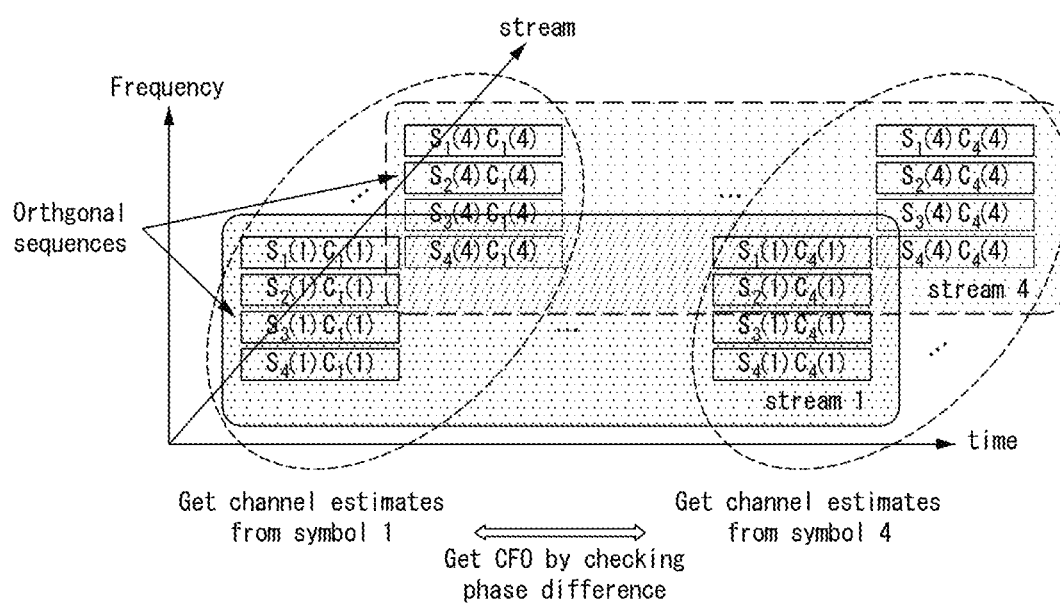 stream
Frequency
S₁(4) C₁(4)
S₂(4) C₁(4)
S₃(4) C₁(4)
S₄(4) C₁(4)
...
S₁(4) C₄(4)
S₂(4) C₄(4)
S₃(4) C₄(4)
S₄(4) C₄(4)
stream 4
...
Orthgonal
sequences
S₁(1) C₁(1)
S₂(1) C₁(1)
S₃(1) C₁(1)
S₄(1) C₁(1)
...
S₁(1) C₄(1)
S₂(1) C₄(1)
S₃(1) C₄(1)
S₄(1) C₄(1)
stream 1
...
time
Get channel estimates
from symbol 1
Get channel estimates
from symbol 4
Get CFO by checking
phase difference